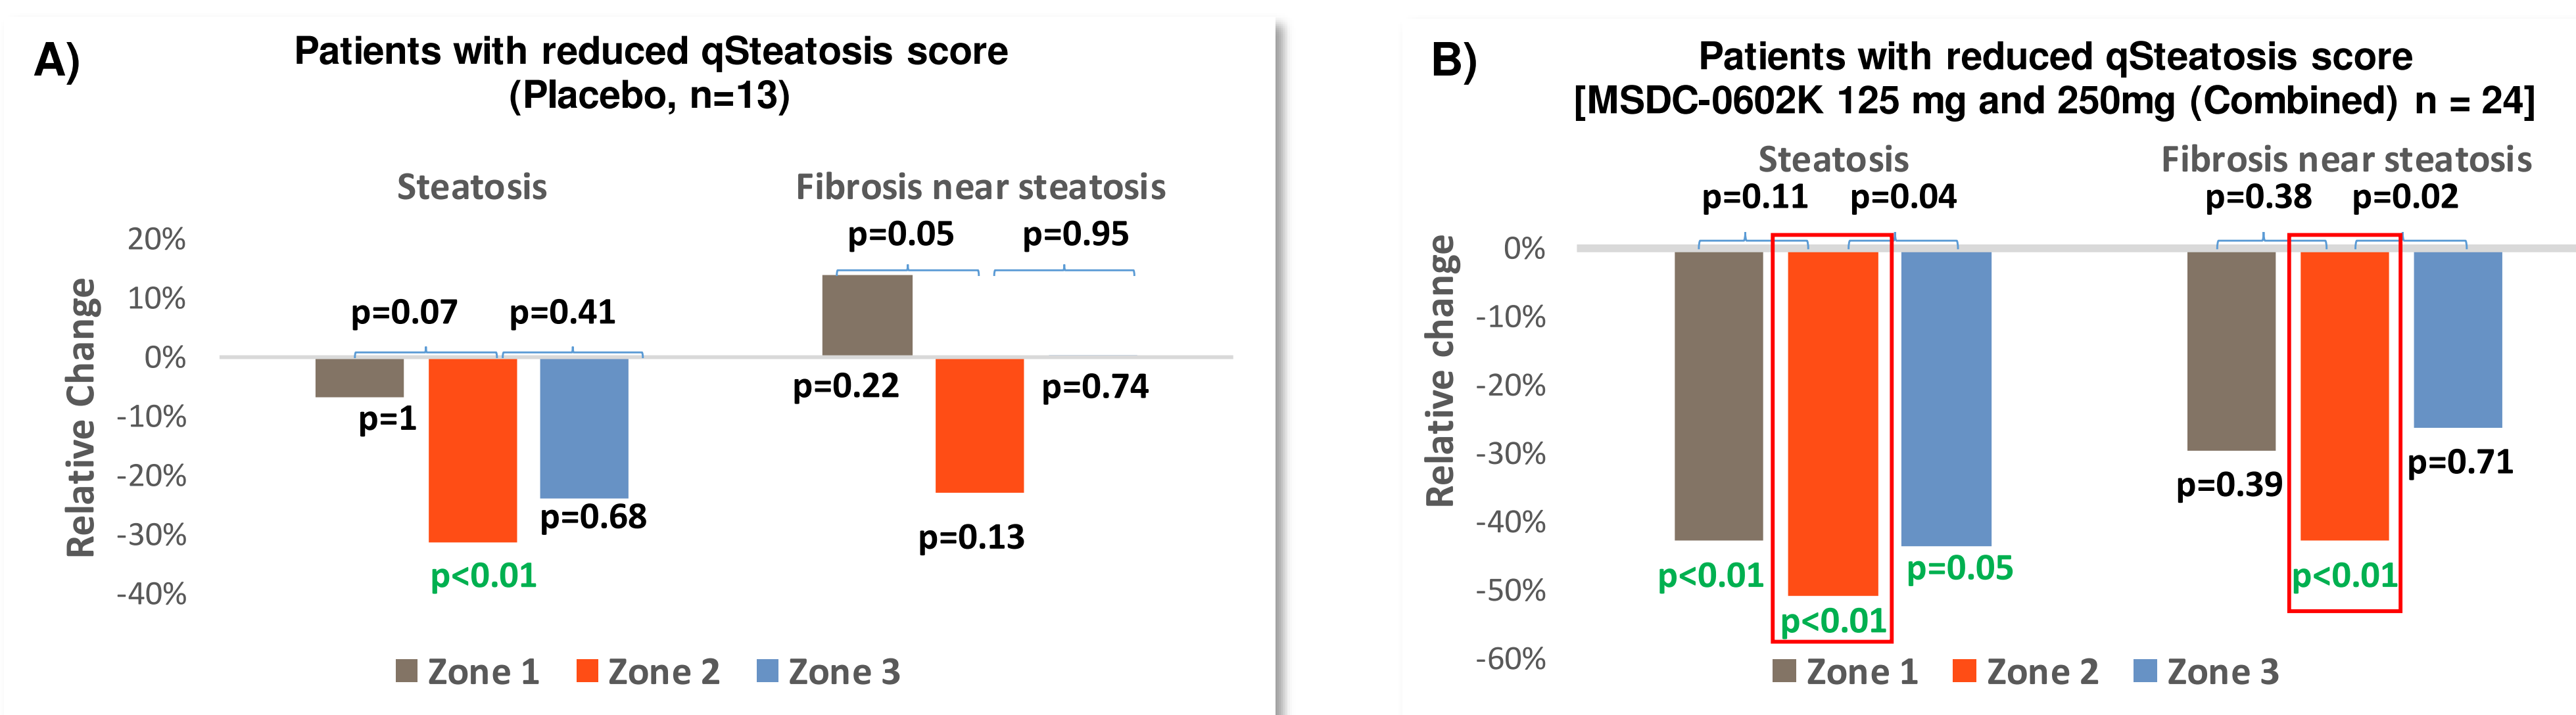 A)
Patients with reduced qSteatosis score
(Placebo, n=13)
Steatosis
Fibrosis near steatosis
Relative Change
20%
10%
0%
-10%
-20%
-30%
-40%
p=0.07
p=0.41
p=1
p<0.01
p=0.68
p=0.05
p=0.95
p=0.22
p=0.13
p=0.74
Zone 1
Zone 2
Zone 3
B)
Patients with reduced qSteatosis score
[MSDC-0602K 125 mg and 250mg (Combined) n = 24]
Steatosis
Fibrosis near steatosis
p=0.11
p=0.04
p=0.38
p=0.02
Relative change
0%
-10%
-20%
-30%
-40%
-50%
-60%
p<0.01
p<0.01
p=0.05
p=0.39
p<0.01
p=0.71
Zone 1
Zone 2
Zone 3